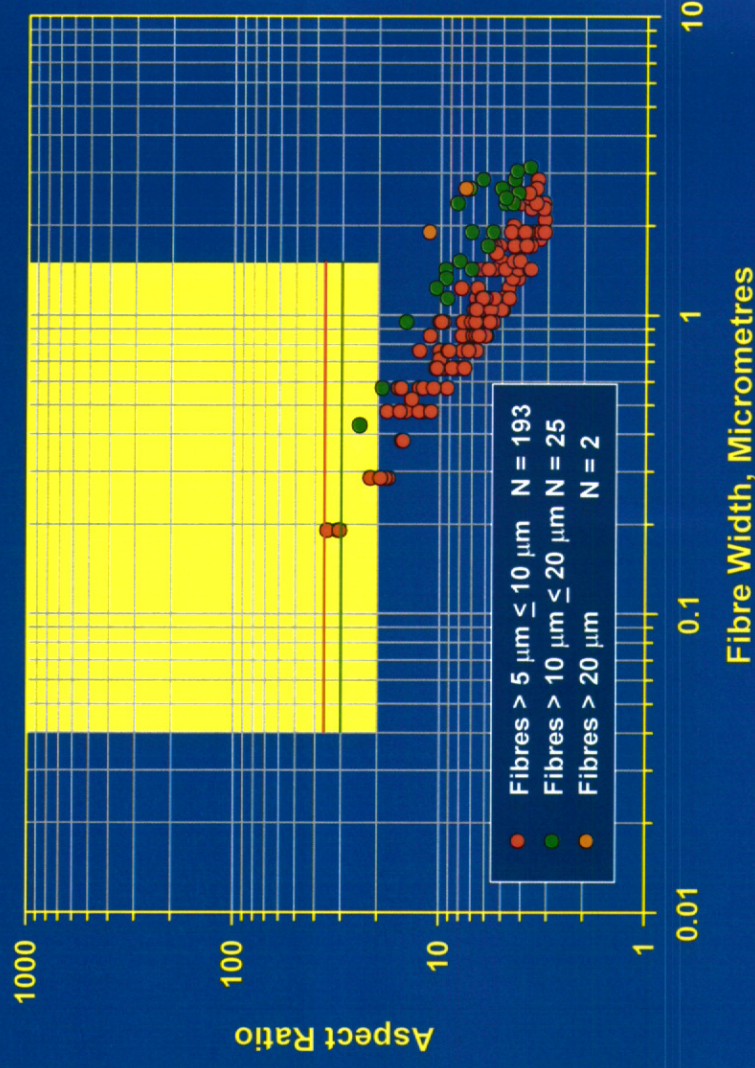 1000
100
10
1
Aspect Ratio
0.01
0.1
1
10
Fibre Width, Micrometres
Fibres > 5 μm ≤ 10 μm N = 193
Fibres > 10 μm ≤ 20 μm N = 25
Fibres > 20 μm N = 2